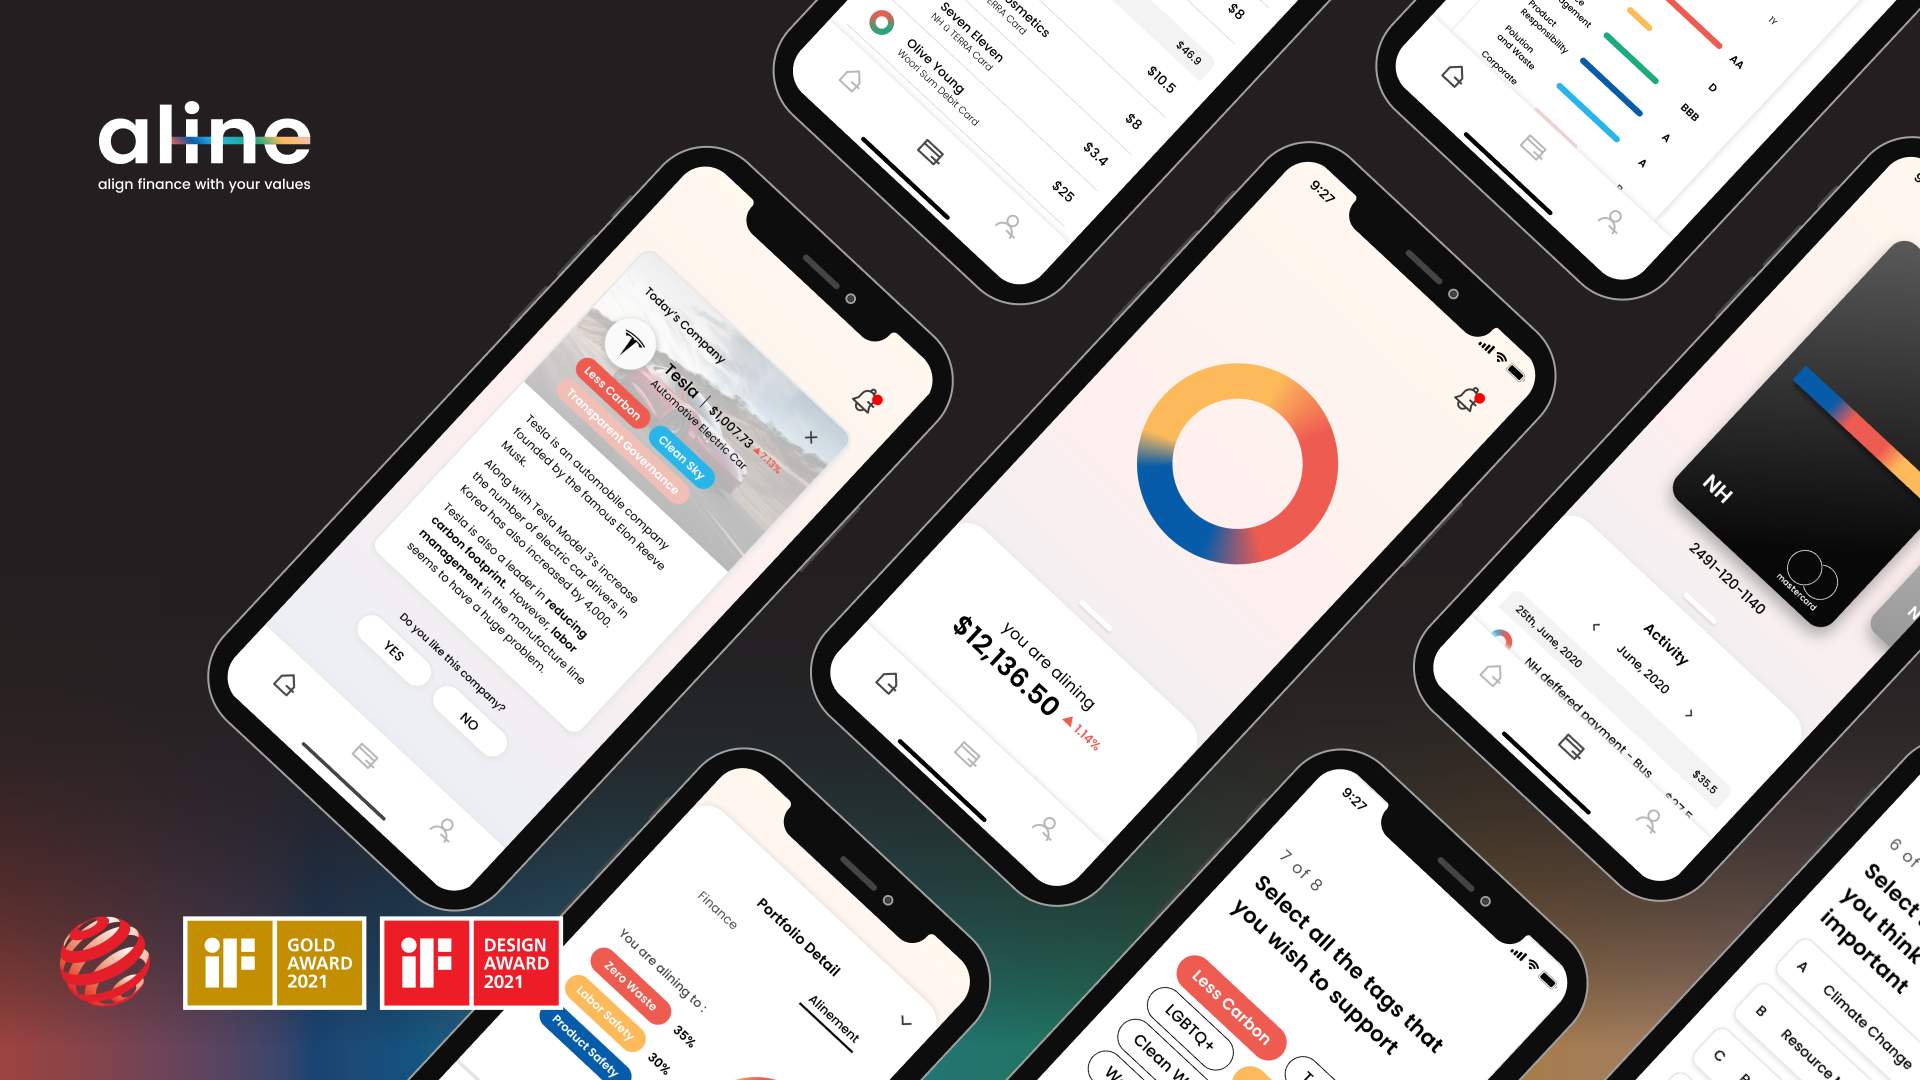 aline
align finance with your values
osmetics
TERRA Card
$46.9
$8
Seven Eleven
NH ü TERRA Card
$10.5
Olive Young
Woori Sum Debit Card
$8
$3.4
$25
1Y
agement
Product
Responsibility
Polution
and Waste
Corporate
AA
D
BBB
A
A
Today's Company
Tesla | $1,007.73 ▲7.13%
Automotive Electric Car
Less Carbon
Clean Sky
Transparent Governance
Tesla is an automobile company
founded by the famous Elon Reeve
Musk.
Along with Tesla Model 3's increase
the number of electric car drivers in
Korea has also increased by 4,000.
Tesla is also a leader in reducing
carbon footprint. However, labor
management in the manufacture line
seems to have a huge problem.
Do you like this company?
YES
NO
9:27
you are alining
$12,136.50 ▲1.14%
NH
mastercard
2491-120-1140
Activity
< June, 2020 >
25th, June, 2020
$35.5
NH deffered payment - Bus
Finance
Portfolio Detail
Alinement
You are alining to :
Zero Waste 35%
Labor Safety 30%
Product Safety
9:27
7 of 8
Select all the tags that
you wish to support
Less Carbon
LGBTQ+
Clean W
6 of
Select
you think
important
A Climate Change
B Resource
C
iF
GOLD
AWARD
2021
iF
DESIGN
AWARD
2021